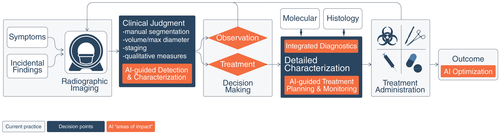 Symptoms
Incidental
Findings
Radiographic
Imaging
Clinical Judgment
-manual segmentation
-volume/max diameter
-staging
-qualitative measures
AI-guided Detection
& Characterization
Observation
Treatment
Decision
Making
Molecular
Histology
Integrated Diagnostics
Detailed
Characterization
AI-guided Treatment
Planning & Monitoring
Treatment
Administration
Outcome
AI Optimization
Current practice
Decision points
AI "areas of impact"